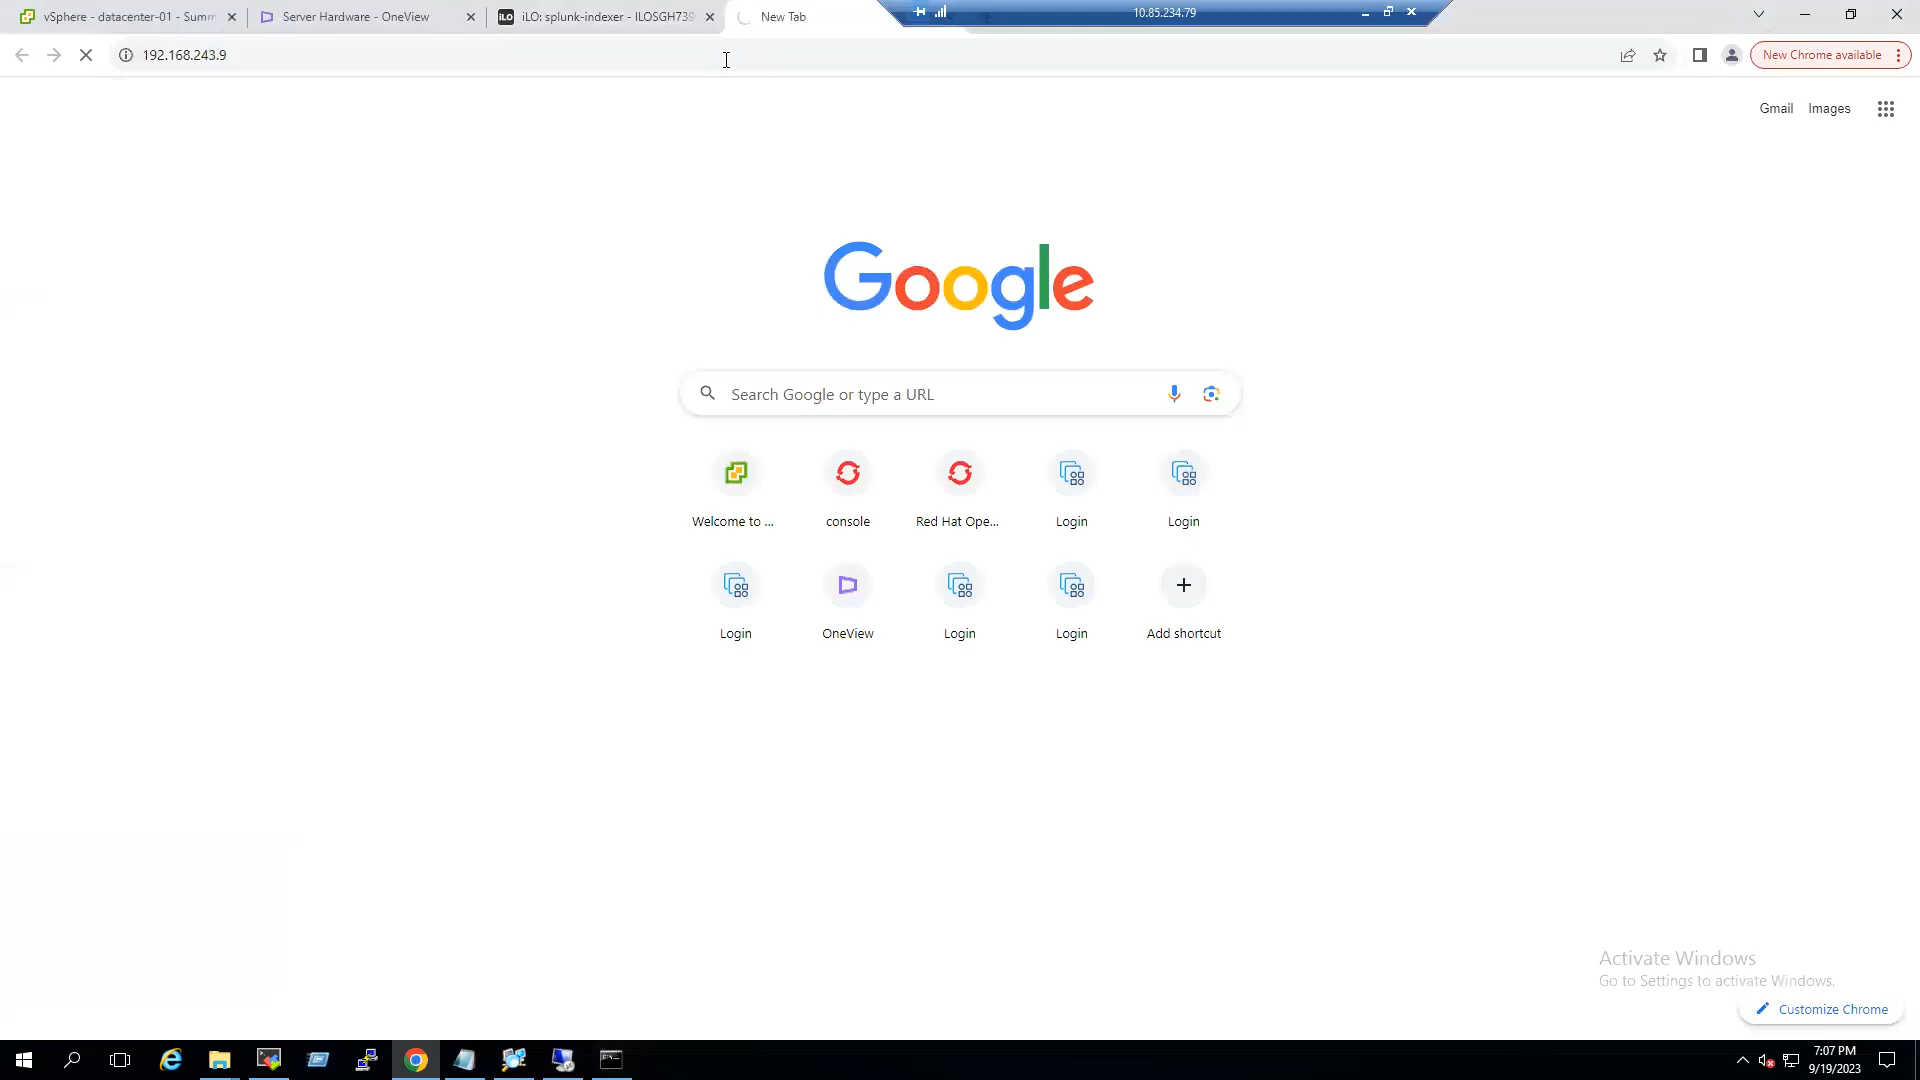 vSphere - datacenter-01 - Summ
Server Hardware - OneView
iLO
iLO: splunk-indexer - ILOSGH739
New Tab
10.85.234.79
192.168.243.9
New Chrome available
Gmail
Images
Google
Search Google or type a URL
Welcome to ...
console
Red Hat Ope...
Login
Login
Login
OneView
Login
Login
Add shortcut
Activate Windows
Go to Settings to activate Windows.
Customize Chrome
7:07 PM
9/19/2023